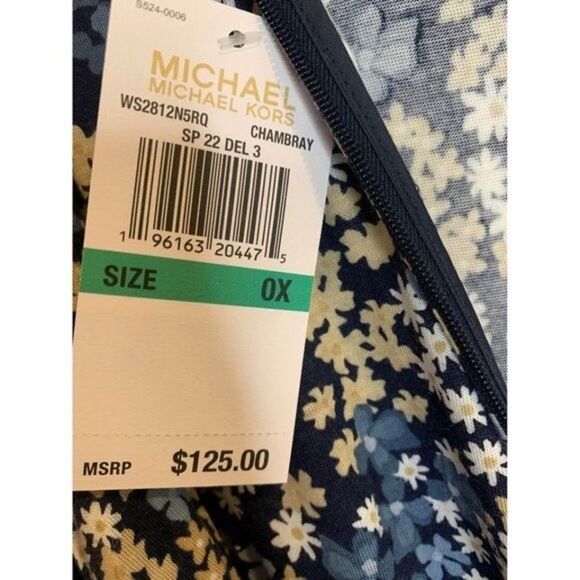 S524-0006
MICHAEL
MICHAEL KORS
WS2812N5RQ CHAMBRAY
SP 22 DEL 3
1 96163 20447 5
SIZE 0X
MSRP $125.00